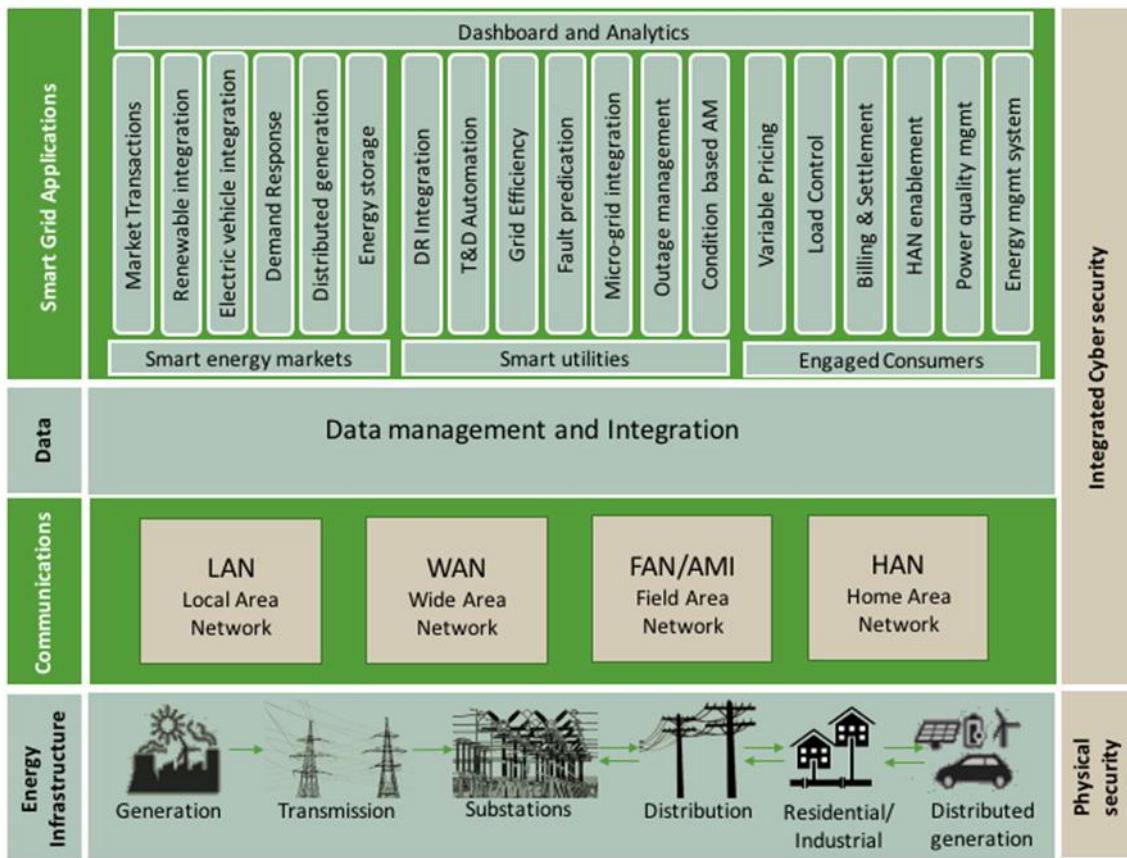 Smart Grid Applications
Dashboard and Analytics
Market Transactions
Renewable integration
Electric vehicle integration
Demand Response
Distributed generation
Energy storage
DR Integration
T&D Automation
Grid Efficiency
Fault predication
Micro-grid integration
Outage management
Condition based AM
Variable Pricing
Load Control
Billing & Settlement
HAN enablement
Power quality mgmt
Energy mgmt system
Smart energy markets
Smart utilities
Engaged Consumers
Data
Data management and Integration
Communications
LAN
Local Area
Network
WAN
Wide Area
Network
FAN/AMI
Field Area
Network
HAN
Home Area
Network
Integrated Cyber security
Energy
Infrastructure
Generation
Transmission
Substations
Distribution
Residential/
Industrial
Distributed
generation
Physical
security